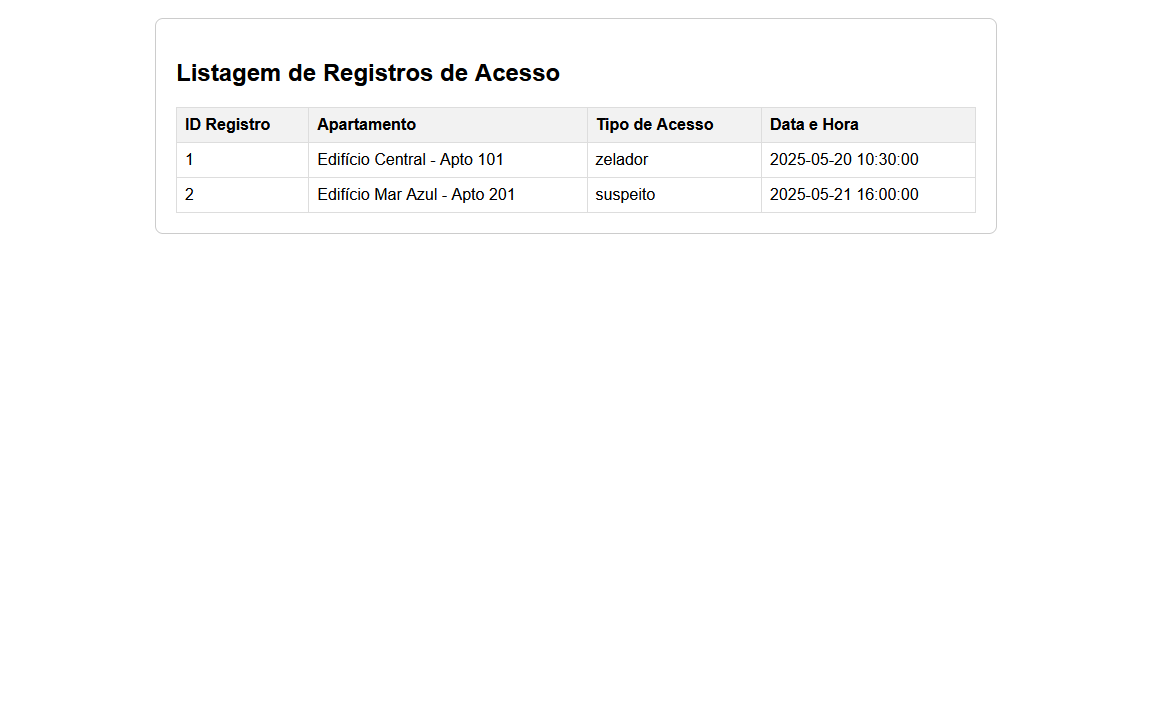 Listagem de Registros de Acesso
ID Registro Apartamento Tipo de Acesso Data e Hora
1 Edifício Central - Apto 101 zelador 2025-05-20 10:30:00
2 Edifício Mar Azul - Apto 201 suspeito 2025-05-21 16:00:00